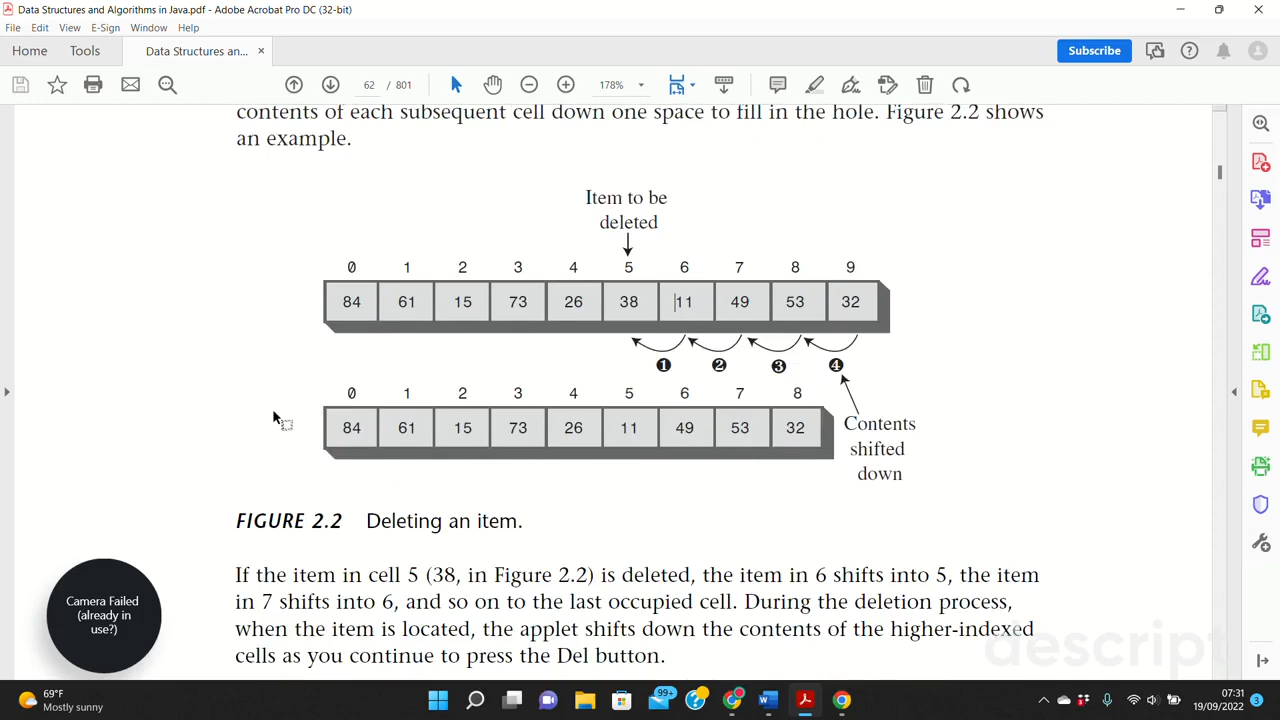 Data Structures and Algorithms in Java.pdf - Adobe Acrobat Pro DC (32-bit)
File Edit View E-Sign Window Help
Home Tools Data Structures an... × Subscribe
62 / 801 178%
contents of each subsequent cell down one space to fill in the hole. Figure 2.2 shows
an example.
Item to be
deleted
0 1 2 3 4 5 6 7 8 9
84 61 15 73 26 38 11 49 53 32
❶ ❷ ❸ ❹
0 1 2 3 4 5 6 7 8
84 61 15 73 26 11 49 53 32
Contents
shifted
down
FIGURE 2.2 Deleting an item.
If the item in cell 5 (38, in Figure 2.2) is deleted, the item in 6 shifts into 5, the item
in 7 shifts into 6, and so on to the last occupied cell. During the deletion process,
when the item is located, the applet shifts down the contents of the higher-indexed
cells as you continue to press the Del button.
Camera Failed
(already in
use?)
descript
69°F
Mostly sunny
99+
07:31
19/09/2022
3